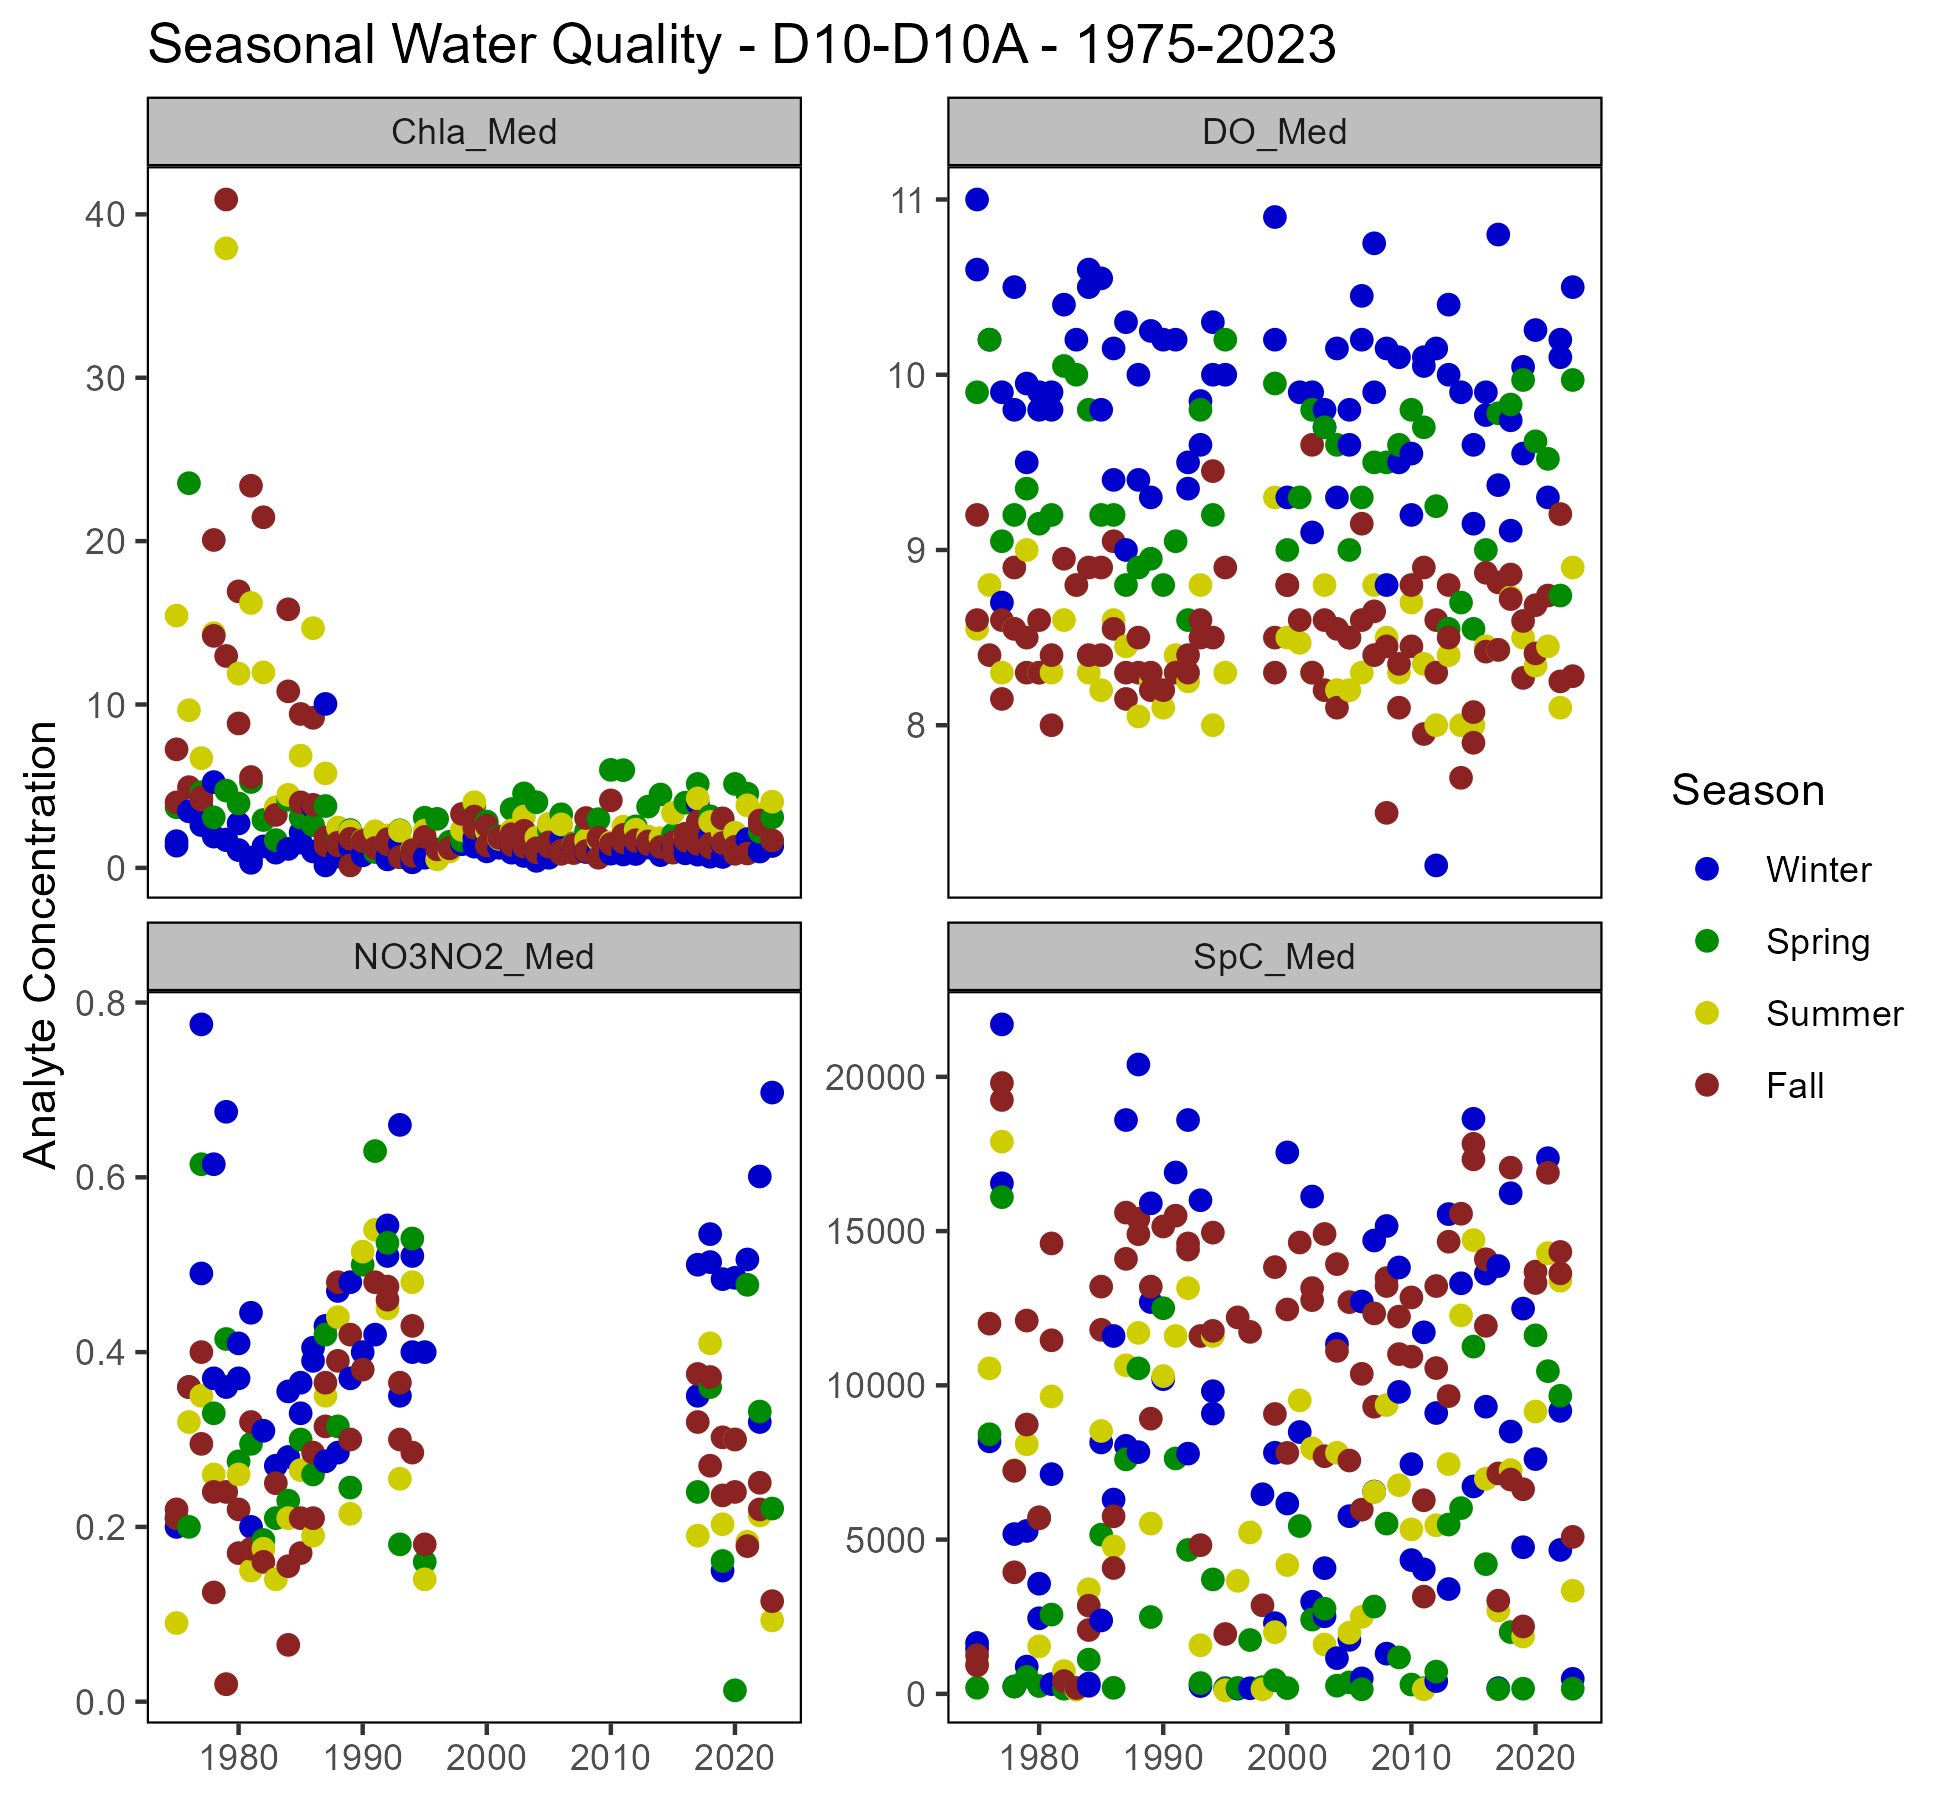 Seasonal Water Quality - D10-D10A - 1975-2023
Chla_Med
DO_Med
40
30
20
10
0
11
10
9
8
Analyte Concentration
NO3NO2_Med
SpC_Med
0.8
0.6
0.4
0.2
0.0
20000
15000
10000
5000
0
1980 1990 2000 2010 2020
1980 1990 2000 2010 2020
Season
Winter
Spring
Summer
Fall